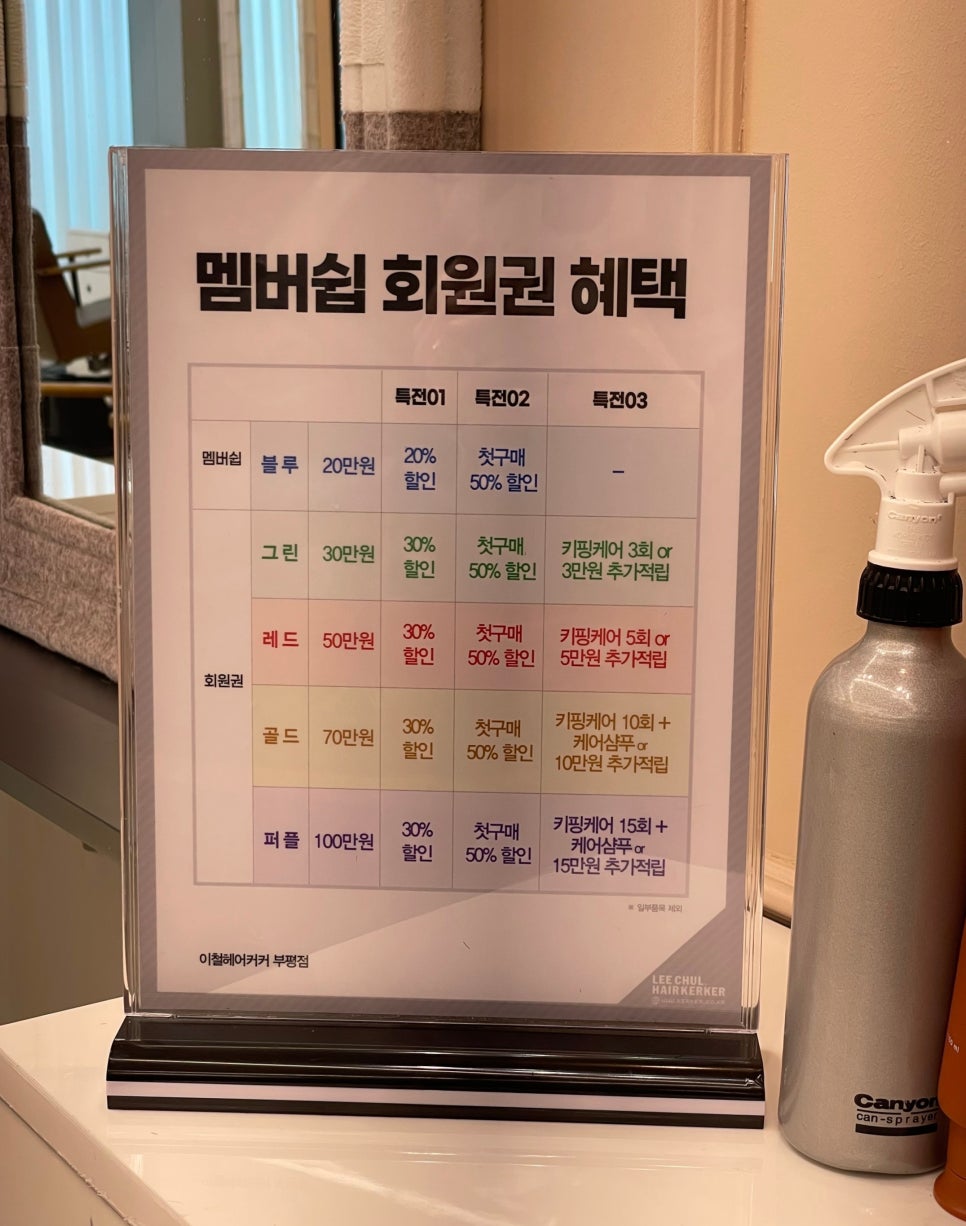 멤버쉽 회원권 혜택
특전01 특전02 특전03
멤버쉽 블루 20만원 20% 할인 첫구매 50% 할인 –
회원권
그린 30만원 30% 할인 첫구매 50% 할인 키핑케어 3회 or 3만원 추가적립
레드 50만원 30% 할인 첫구매 50% 할인 키핑케어 5회 or 5만원 추가적립
골드 70만원 30% 할인 첫구매 50% 할인 키핑케어 10회 + 케어샴푸 or 10만원 추가적립
퍼플 100만원 30% 할인 첫구매 50% 할인 키핑케어 15회 + 케어샴푸 or 15만원 추가적립
※ 일부품목 제외
이철헤어커커 부평점
LEE CHUL
HAIRKERKER
Canyon
Canyon
can-sprayer
ml